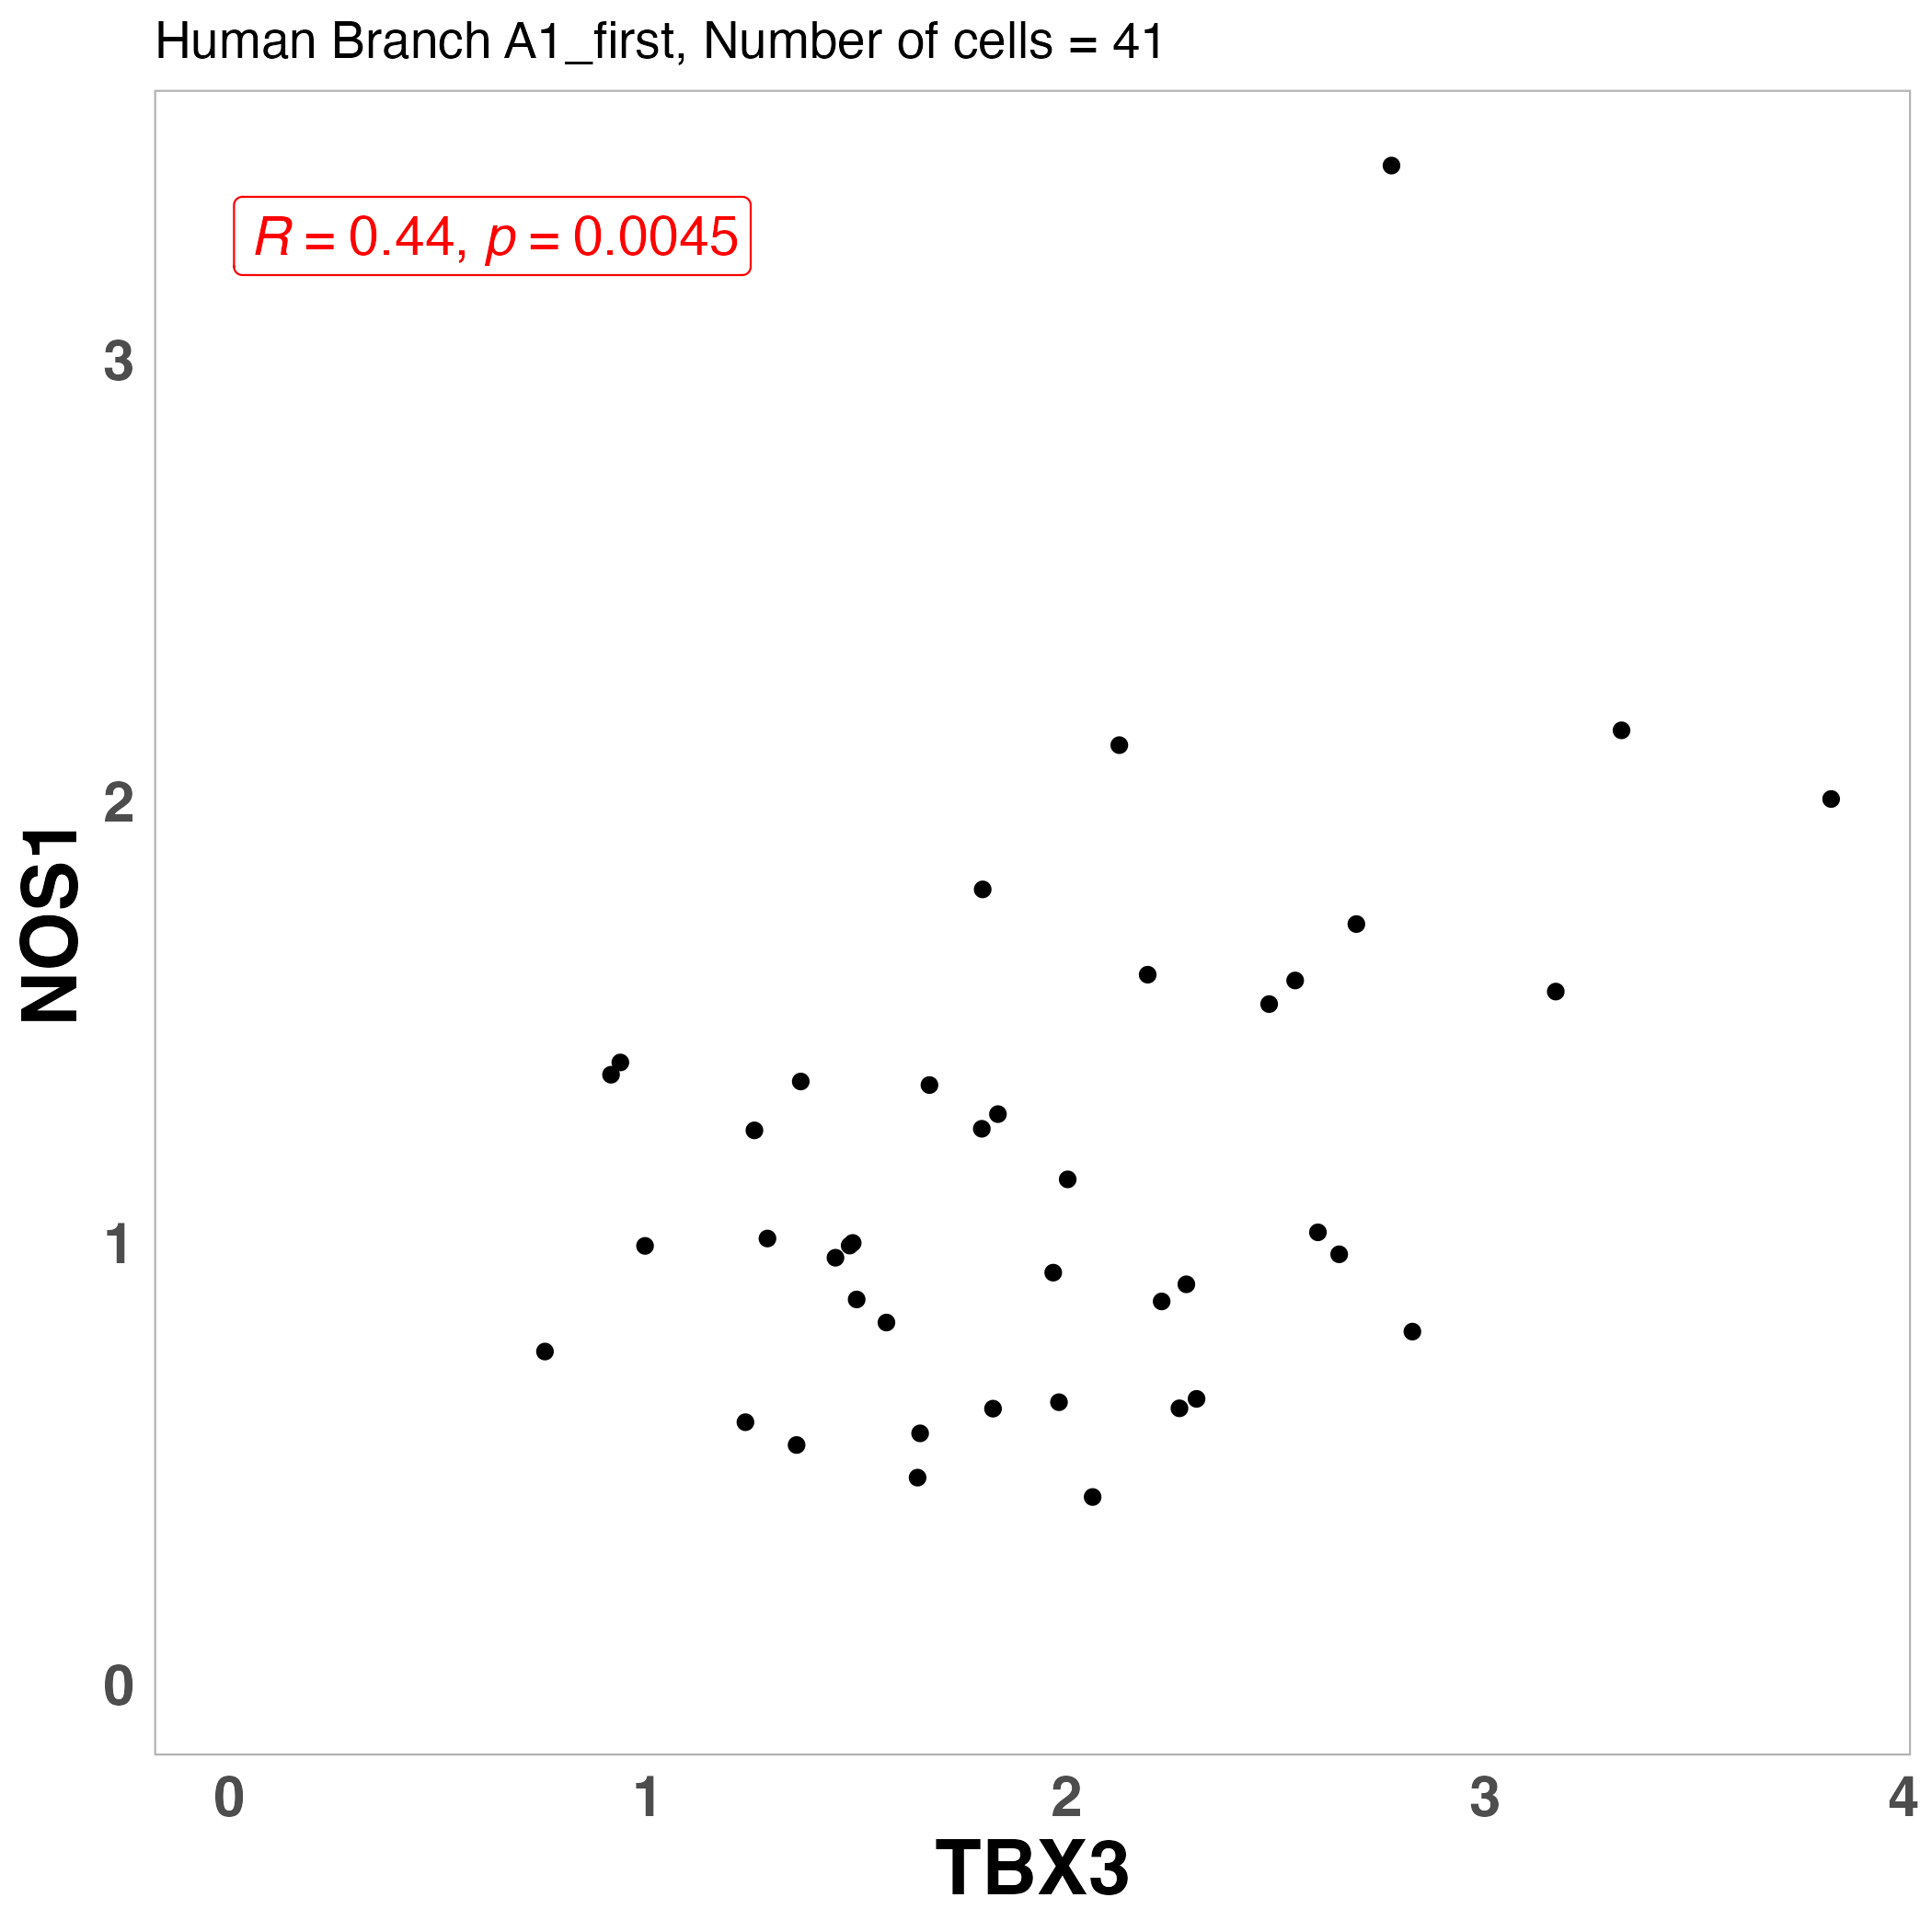 Human Branch A1_first, Number of cells = 41
R = 0.44, p = 0.0045
3
2
1
0
NOS1
0 1 2 3 4
TBX3